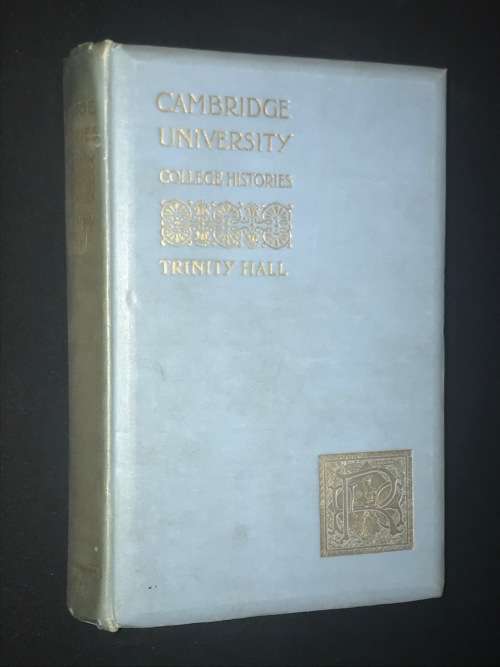 CAMBRIDGE
UNIVERSITY
COLLEGE HISTORIES
TRINITY HALL
R